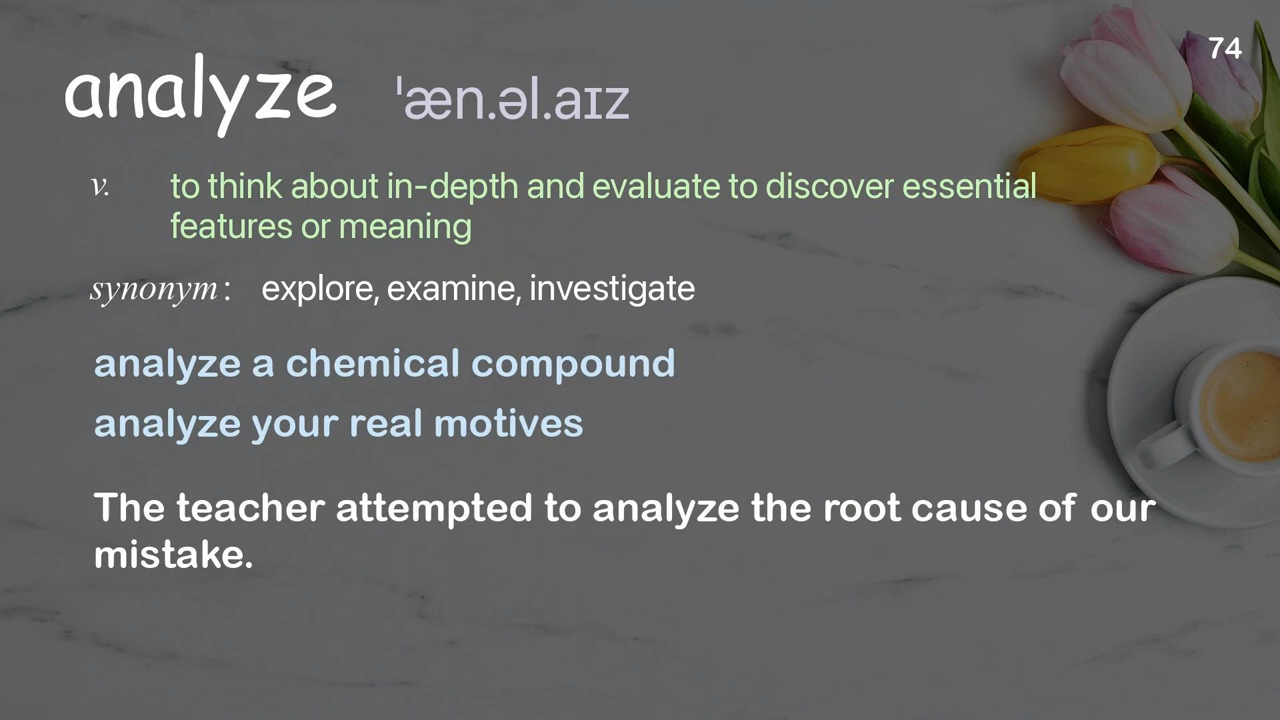 74
analyze ˈæn.əl.aɪz
v. to think about in-depth and evaluate to discover essential
features or meaning
synonym : explore, examine, investigate
analyze a chemical compound
analyze your real motives
The teacher attempted to analyze the root cause of our
mistake.